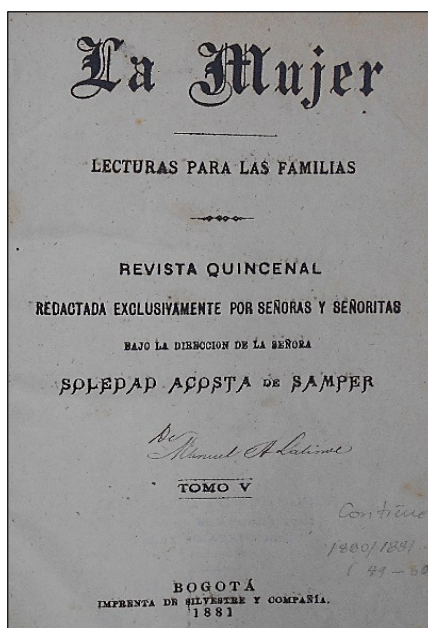 La Mujer
LECTURAS PARA LAS FAMILIAS
REVISTA QUINCENAL
REDACTADA EXCLUSIVAMENTE POR SEÑORAS Y SEÑORITAS
BAJO LA DIRECCION DE LA SEÑORA
SOLEDAD ACOSTA DE SAMPER
De
Manuel A
TOMO V
Contiene
1880/1881
BOGOTÁ
IMPRENTA DE SILVESTRE Y COMPAÑÍA.
1881